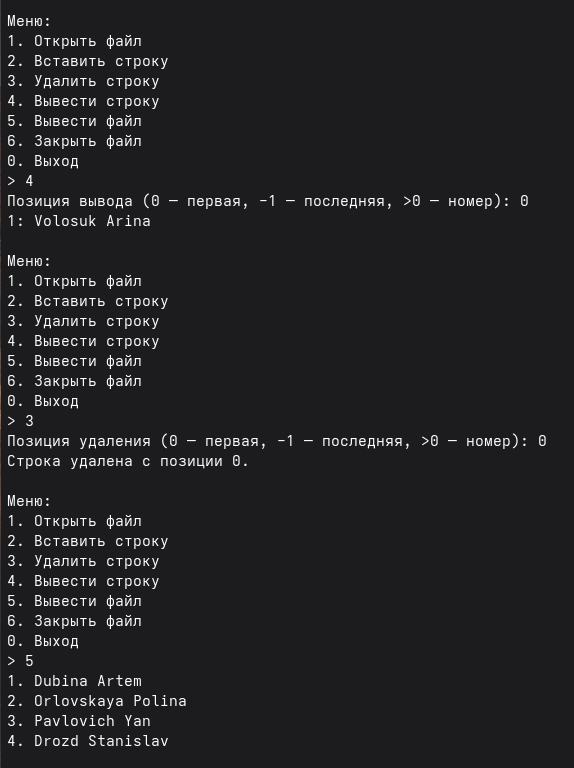 Меню:
1. Открыть файл
2. Вставить строку
3. Удалить строку
4. Вывести строку
5. Вывести файл
6. Закрыть файл
0. Выход
> 4
Позиция вывода (0 — первая, -1 — последняя, >0 — номер): 0
1: Volosuk Arina
Меню:
1. Открыть файл
2. Вставить строку
3. Удалить строку
4. Вывести строку
5. Вывести файл
6. Закрыть файл
0. Выход
> 3
Позиция удаления (0 — первая, -1 — последняя, >0 — номер): 0
Строка удалена с позиции 0.
Меню:
1. Открыть файл
2. Вставить строку
3. Удалить строку
4. Вывести строку
5. Вывести файл
6. Закрыть файл
0. Выход
> 5
1. Dubina Artem
2. Orlovskaya Polina
3. Pavlovich Yan
4. Drozd Stanislav